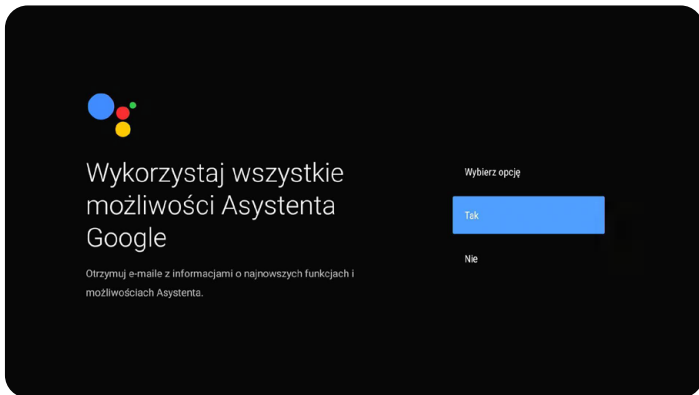 Wykorzystaj wszystkie
możliwości Asystenta
Google
Otrzymuj e-maile z informacjami o najnowszych funkcjach i
możliwościach Asystenta.
Wybierz opcję
Tak
Nie